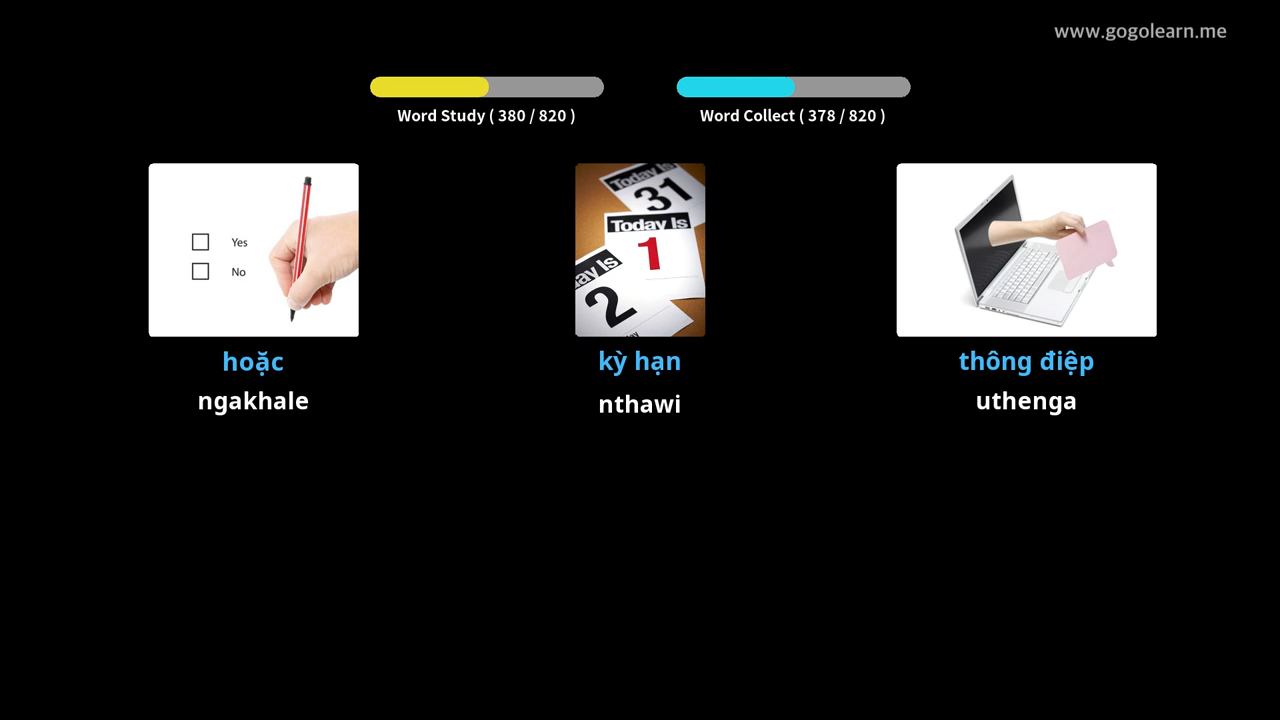 www.gogolearn.me
Word Study ( 380 / 820 )
Word Collect ( 378 / 820 )
Yes
No
Today Is
31
Today Is
1
ay Is
2
hoặc
kỳ hạn
thông điệp
ngakhale
nthawi
uthenga